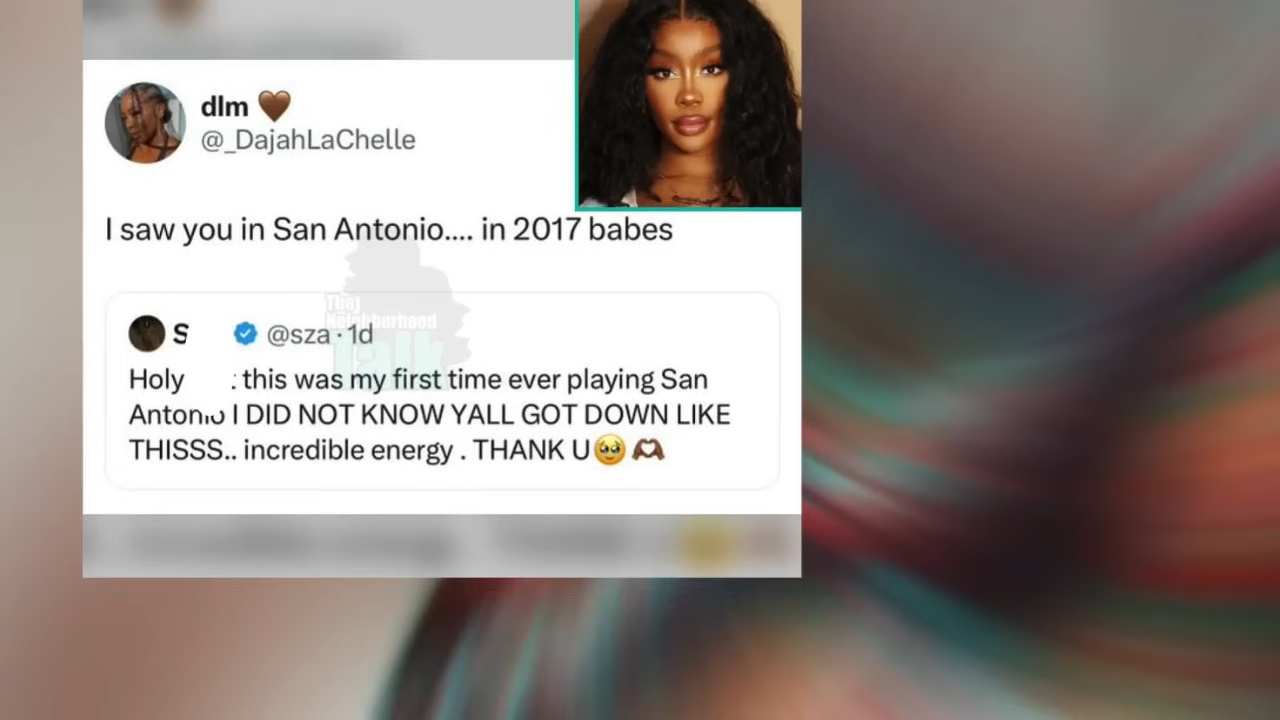 dlm 🤎
@_DajahLaChelle
I saw you in San Antonio.... in 2017 babes
The
Neighborhood
Talk
S @sza · 1d
Holy this was my first time ever playing San
Antonio I DID NOT KNOW YALL GOT DOWN LIKE
THISSS.. incredible energy . THANK U🥹🫶🏾